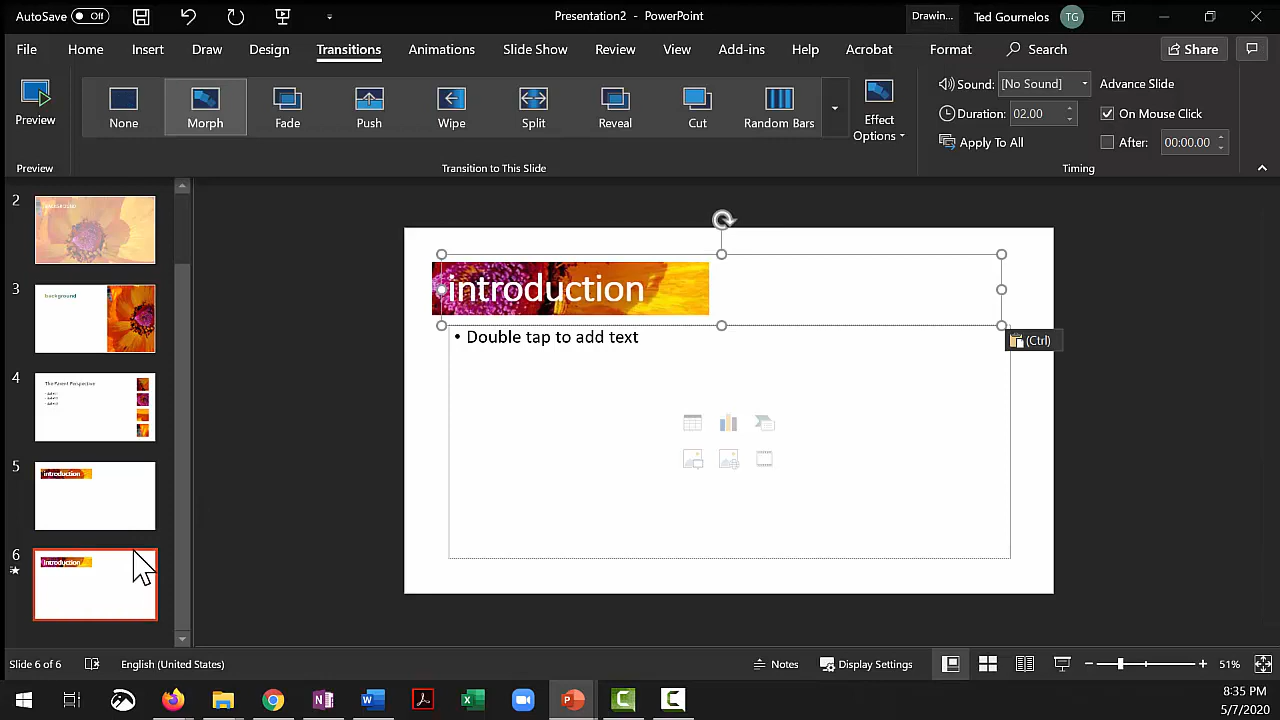 AutoSave Off
Presentation2 - PowerPoint
Drawin...
Ted Gournelos
TG
File Home Insert Draw Design Transitions Animations Slide Show Review View Add-ins Help Acrobat Format Search
Share
Preview
None Morph Fade Push Wipe Split Reveal Cut Random Bars
Effect
Options
Sound: [No Sound]
Duration: 02.00
Apply To All
Advance Slide
On Mouse Click
After: 00:00.00
Preview
Transition to This Slide
Timing
2
3
background
4
The Parent Perspective
introduction
6
introduction
introduction
• Double tap to add text
(Ctrl)
Slide 6 of 6
English (United States)
Notes
Display Settings
51%
8:35 PM
5/7/2020